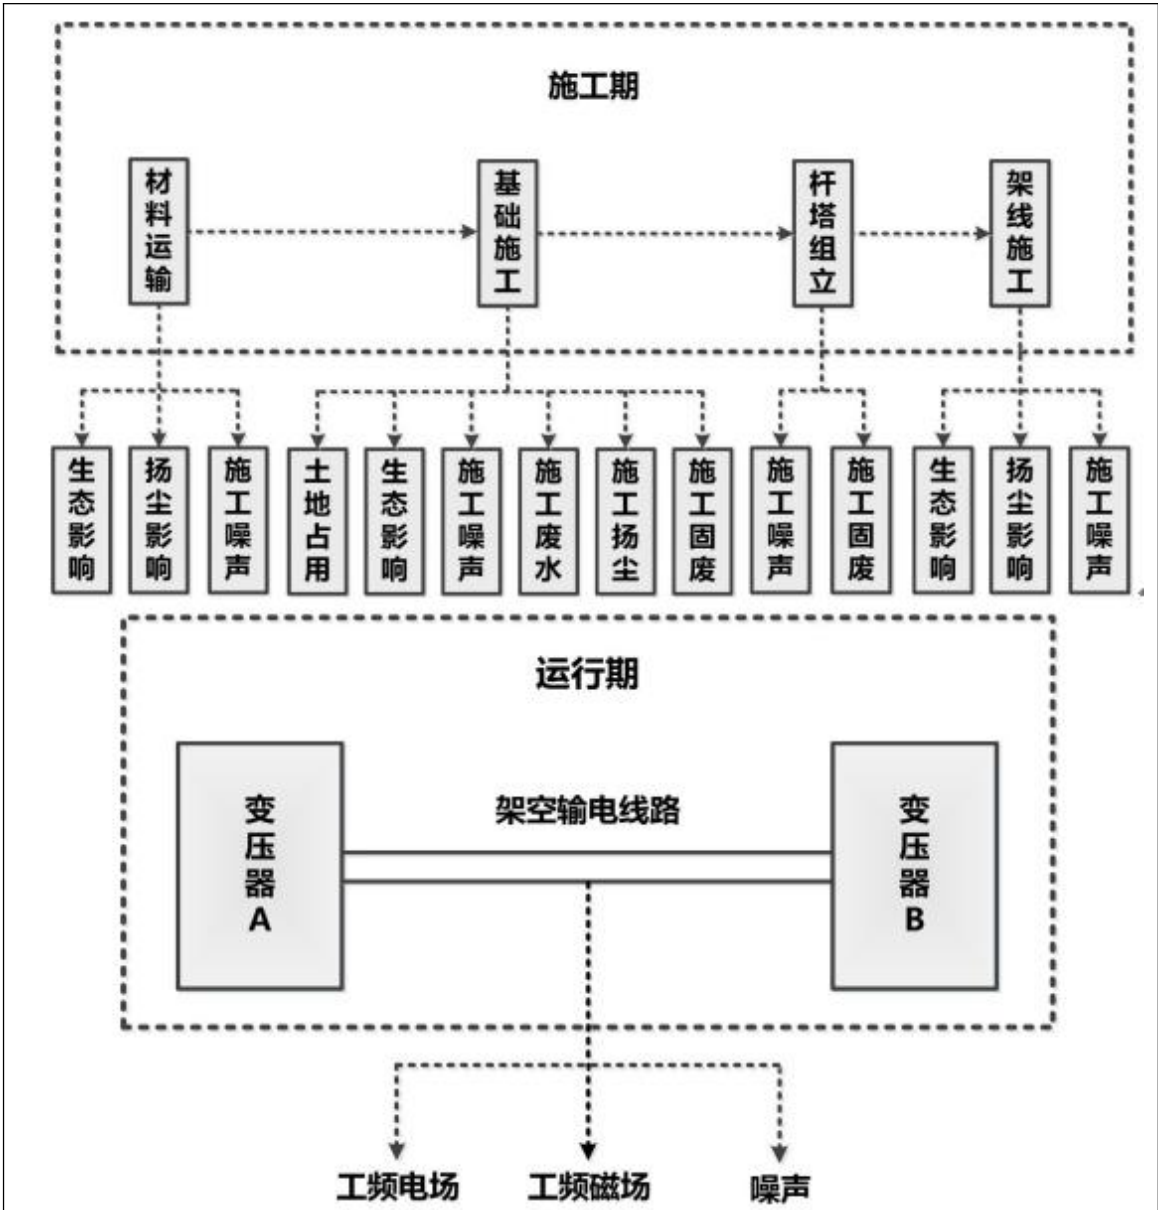 施工期
材料运输
基础施工
杆塔组立
架线施工
生态影响
扬尘影响
施工噪声
土地占用
生态影响
施工噪声
施工废水
施工扬尘
施工固废
施工噪声
施工固废
生态影响
扬尘影响
施工噪声
运行期
变压器A
架空输电线路
变压器B
工频电场
工频磁场
噪声